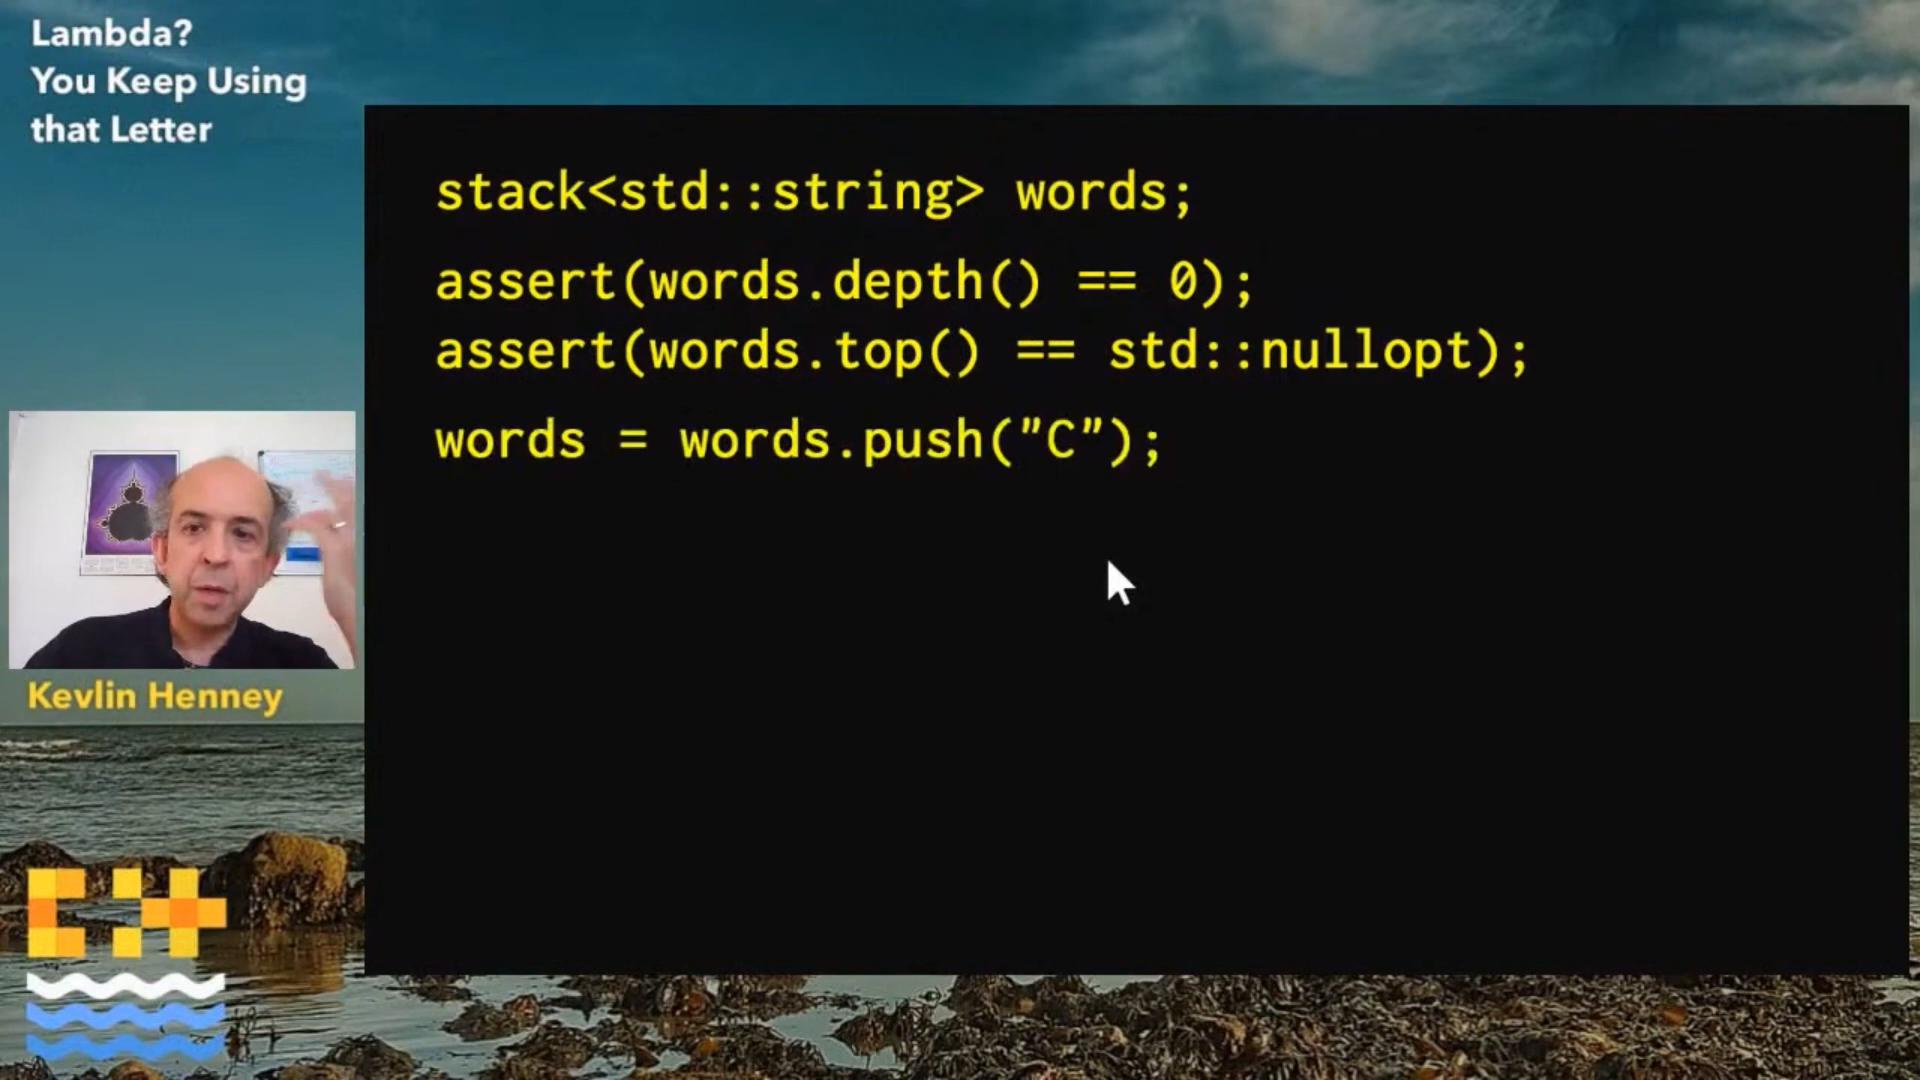 Lambda?
You Keep Using
that Letter
stack<std::string> words;
assert(words.depth() == 0);
assert(words.top() == std::nullopt);
words = words.push("C");
Kevlin Henney